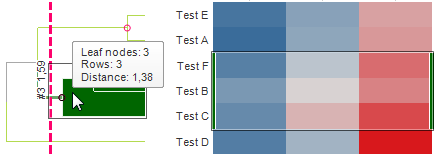 Test E
Test A
Test F
Test B
Test C
Test D
Leaf nodes: 3
Rows: 3
Distance: 1,38
#3 1,59